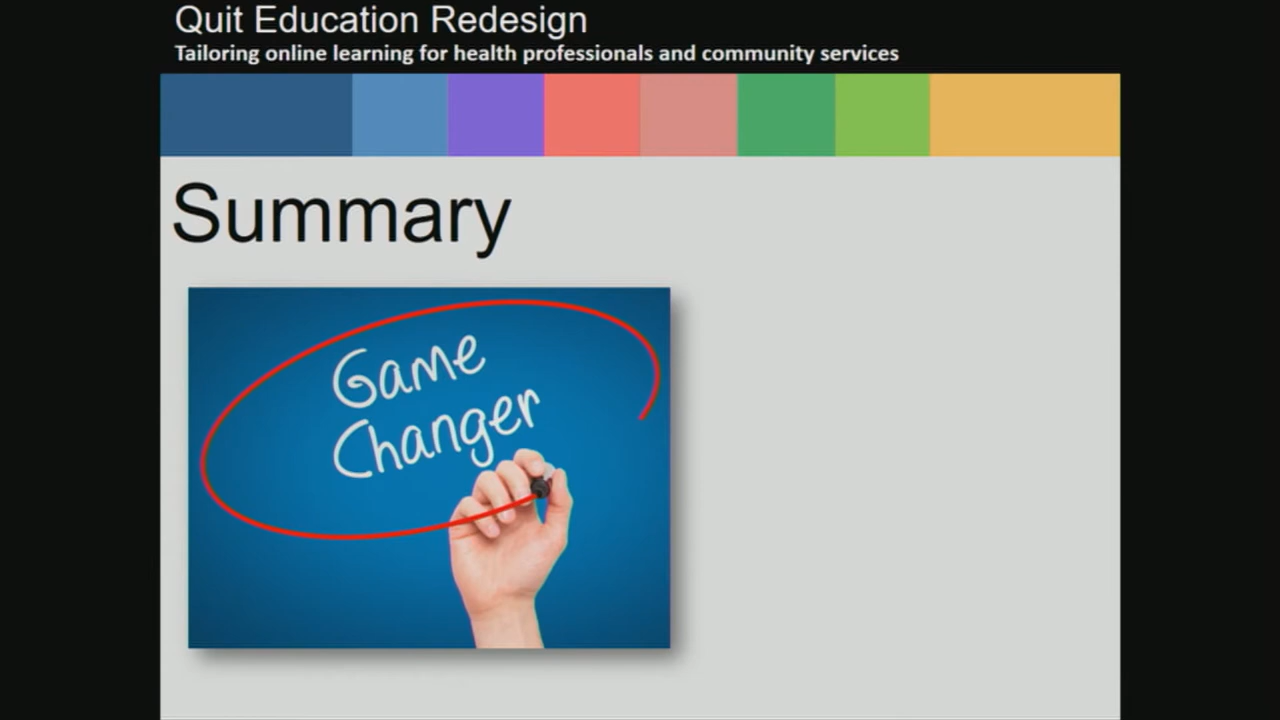 Quit Education Redesign
Tailoring online learning for health professionals and community services
Summary
Game
Changer